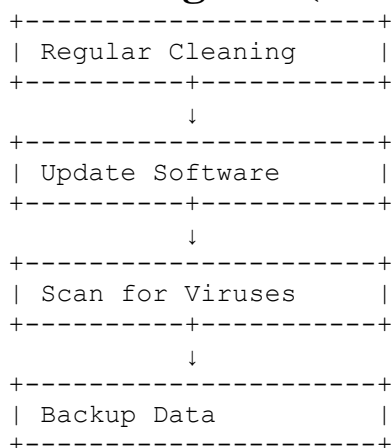 +----------------------+
| Regular Cleaning     |
+----------+-----------+
↓
+----------------------+
| Update Software      |
+----------+-----------+
↓
+----------------------+
| Scan for Viruses     |
+----------+-----------+
↓
+----------------------+
| Backup Data          |
+----------------------+